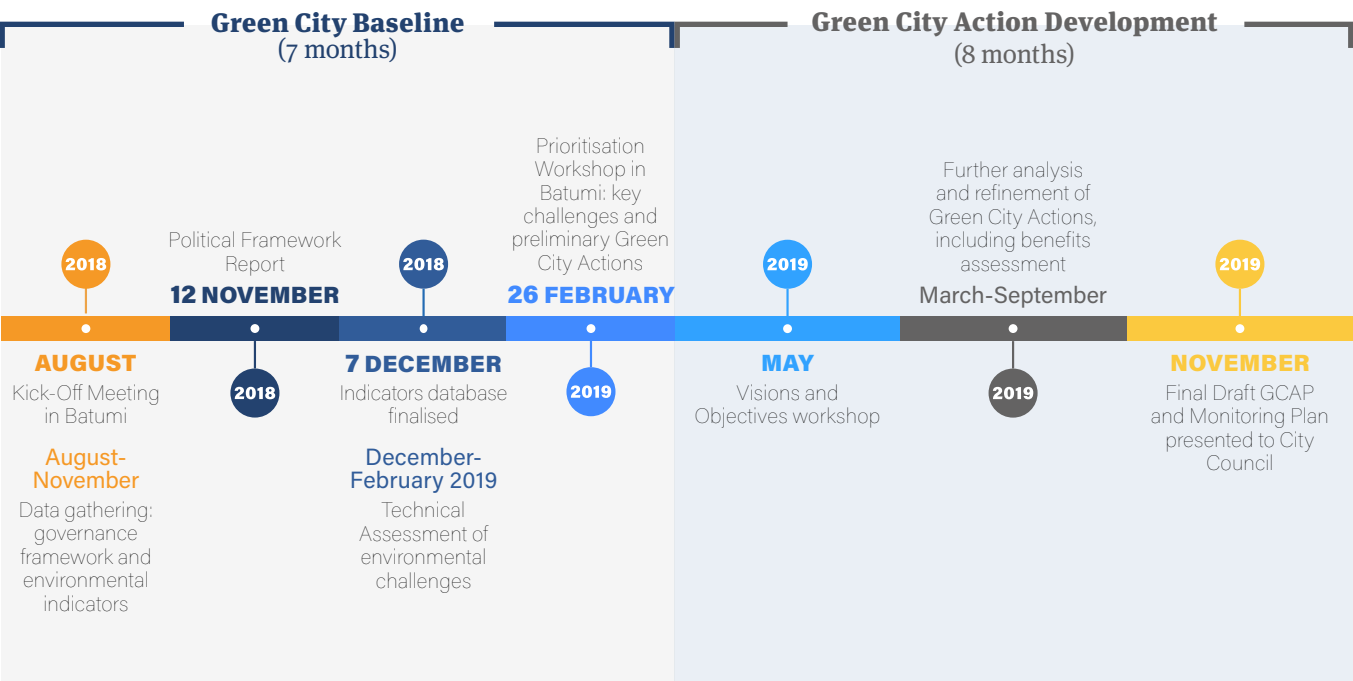 Green City Baseline
(7 months)
Green City Action Development
(8 months)
2018
AUGUST
Kick-Off Meeting
in Batumi
August-
November
Data gathering:
governance
framework and
environmental
indicators
Political Framework
Report
12 NOVEMBER
2018
2018
7 DECEMBER
Indicators database
finalised
December-
February 2019
Technical
Assessment of
environmental
challenges
Prioritisation
Workshop in
Batumi: key
challenges and
preliminary Green
City Actions
26 FEBRUARY
2019
2019
MAY
Visions and
Objectives workshop
Further analysis
and refinement of
Green City Actions,
including benefits
assessment
March-September
2019
2019
NOVEMBER
Final Draft GCAP
and Monitoring Plan
presented to City
Council